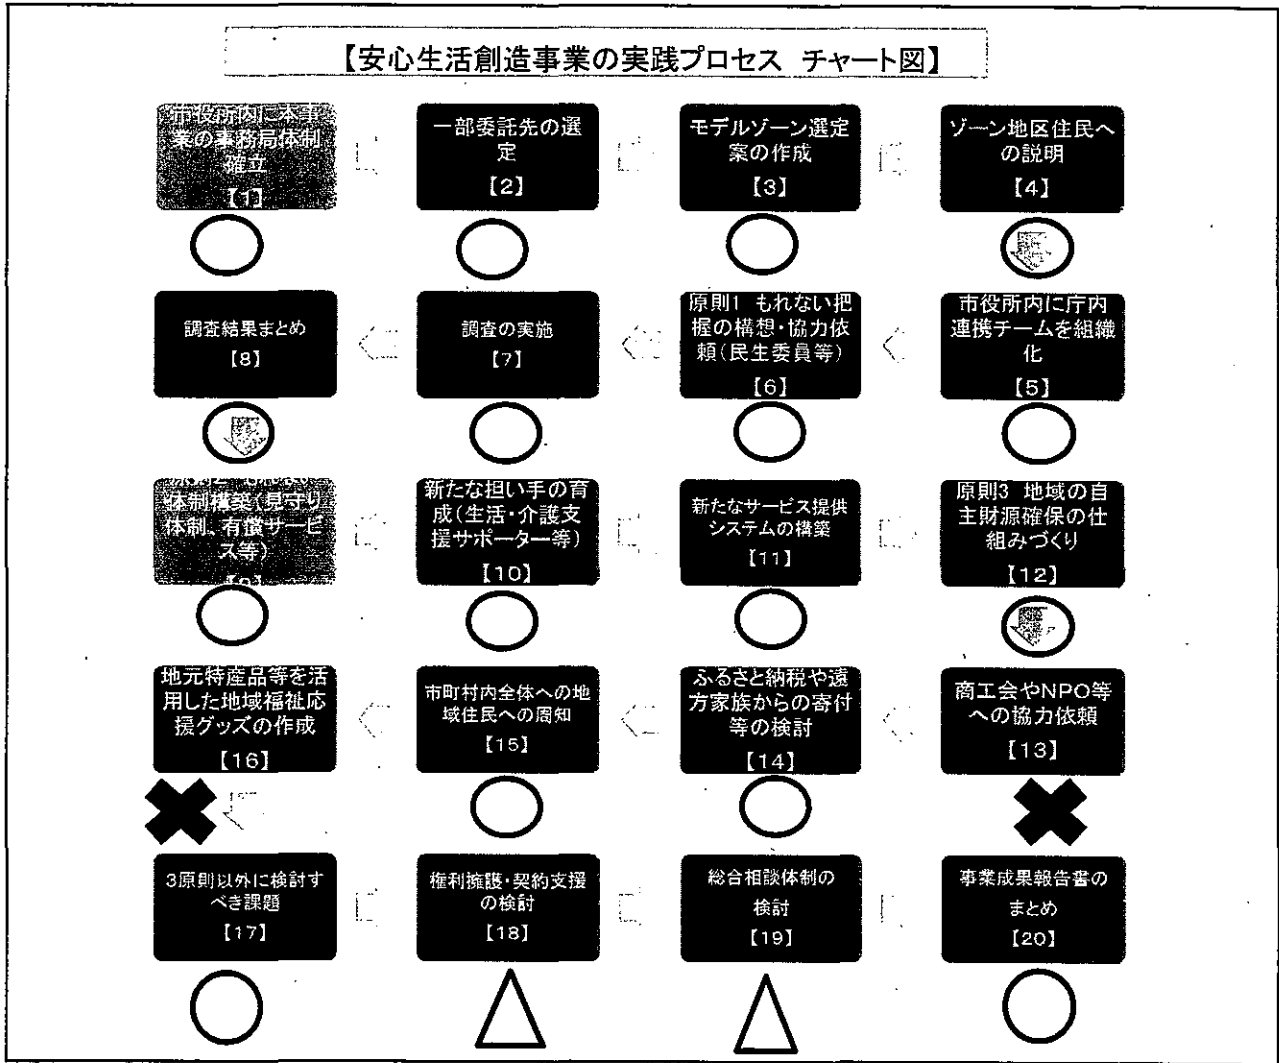 【安心生活創造事業の実践プロセス チャート図】
市役所内に本事
業の事務局体制
確立
【1】
一部委託先の選
定
【2】
モデルゾーン選定
案の作成
【3】
ゾーン地区住民へ
の説明
【4】
調査結果まとめ
【8】
調査の実施
【7】
原則1 もれない把
握の構想・協力依
頼(民生委員等)
【6】
市役所内に庁内
連携チームを組織
化
【5】
体制構築(見守り
体制、有償サービ
ス等)
【9】
新たな担い手の育
成(生活・介護支
援サポーター等)
【10】
新たなサービス提供
システムの構築
【11】
原則3 地域の自
主財源確保の仕
組みづくり
【12】
地元特産品等を活
用した地域福祉応
援グッズの作成
【16】
市町村内全体への地
域住民への周知
【15】
ふるさと納税や遠
方家族からの寄付
等の検討
【14】
商工会やNPO等
への協力依頼
【13】
3原則以外に検討す
べき課題
【17】
権利擁護・契約支援
の検討
【18】
総合相談体制の
検討
【19】
事業成果報告書の
まとめ
【20】